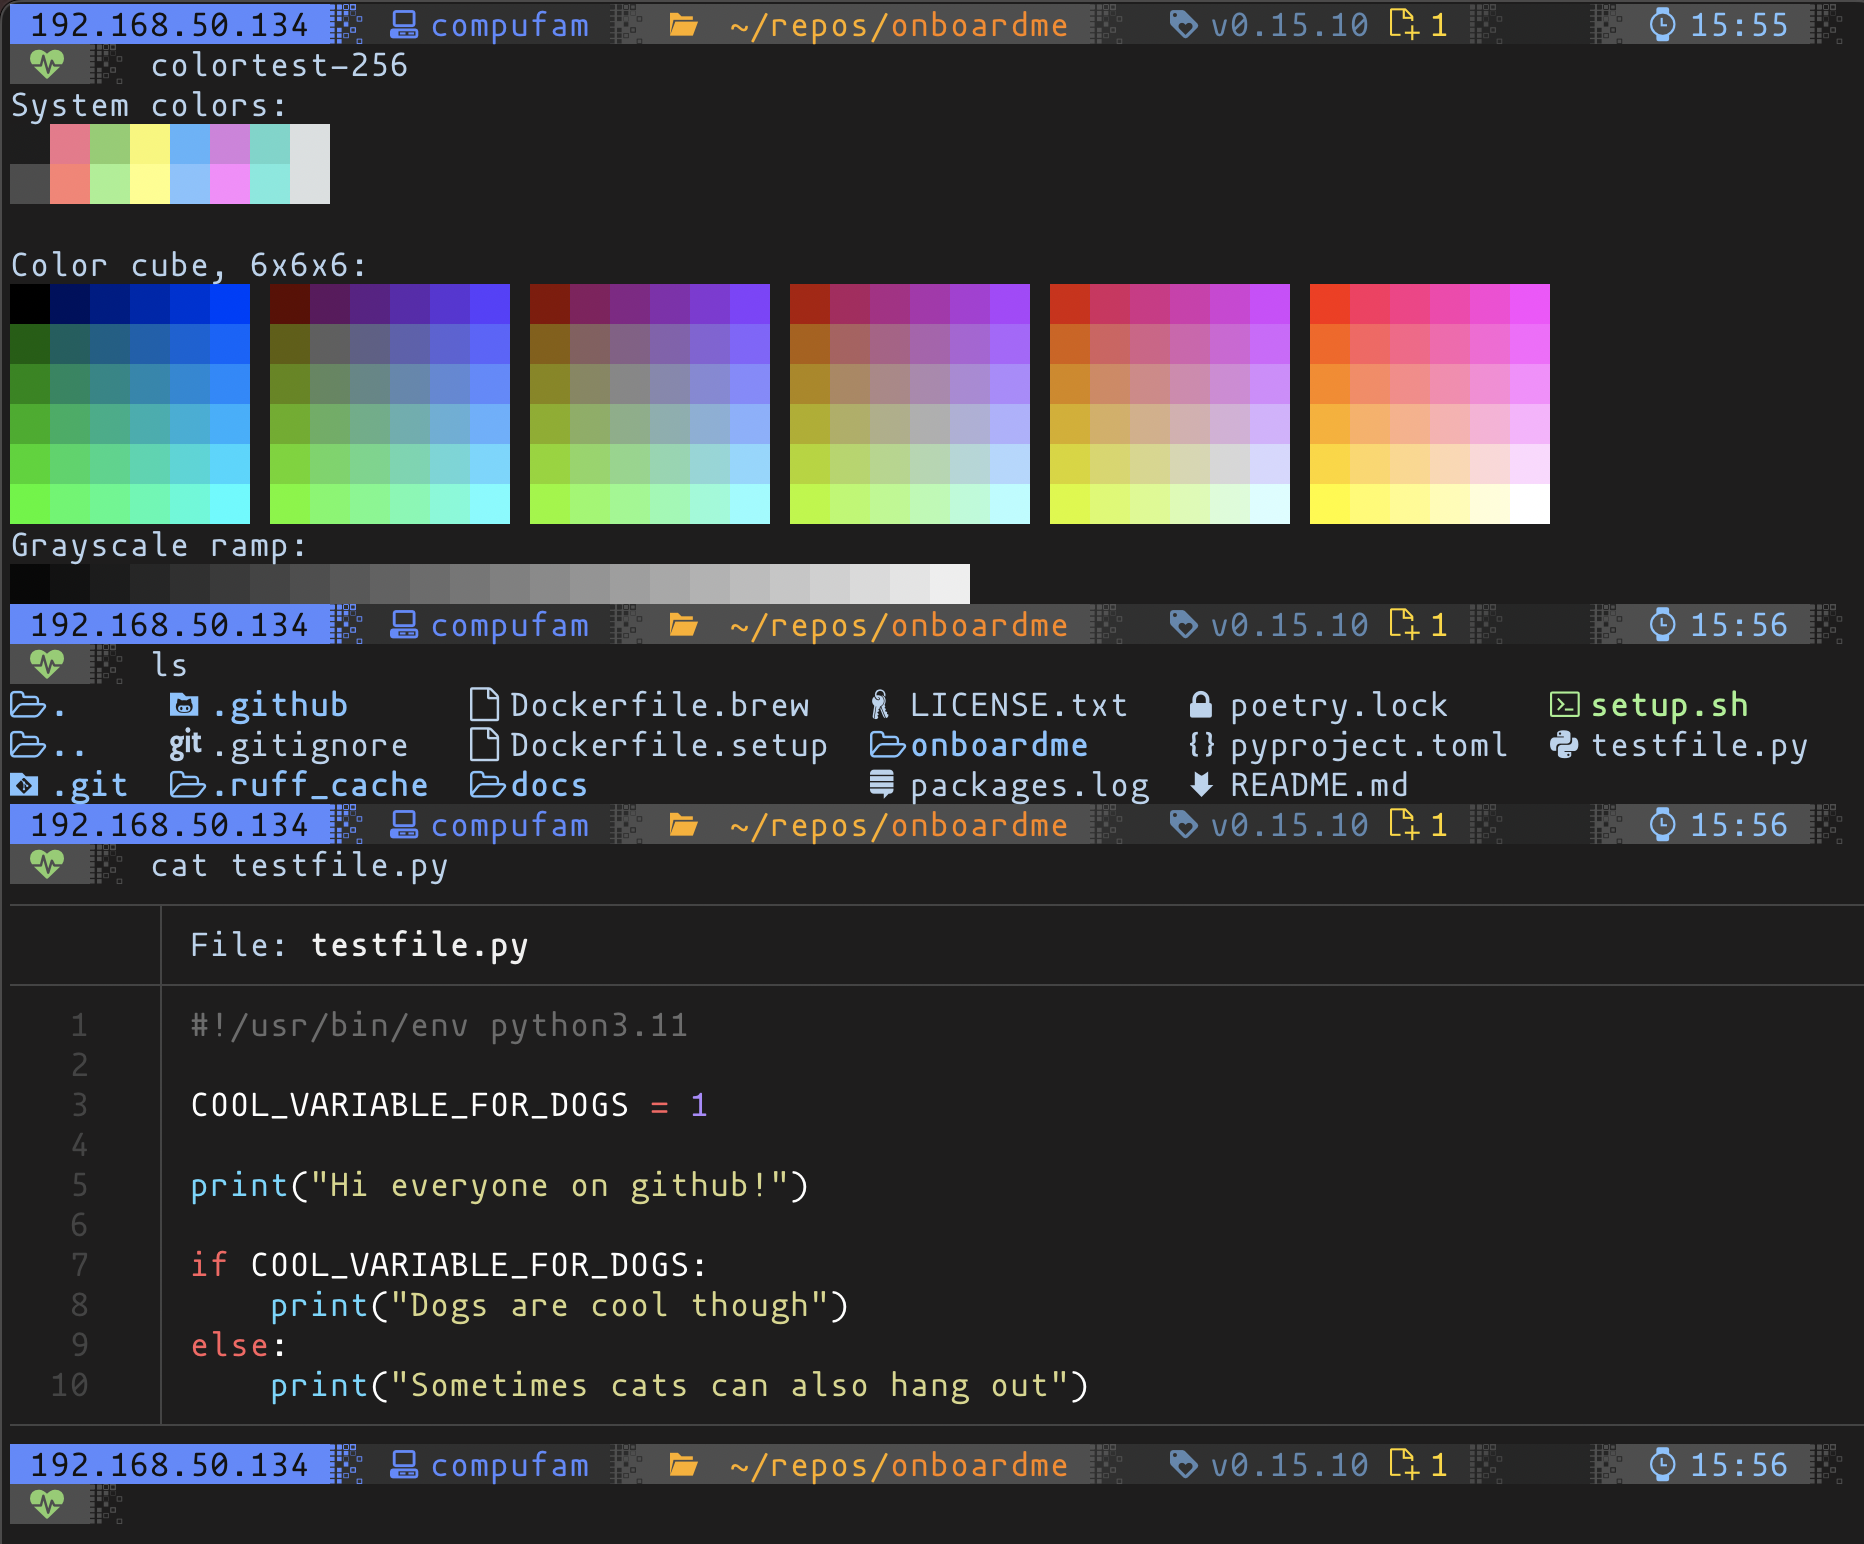 192.168.50.134 compufam ~/repos/onboardme v0.15.10 1 15:55
colortest-256
System colors:
Color cube, 6x6x6:
Grayscale ramp:
192.168.50.134 compufam ~/repos/onboardme v0.15.10 1 15:56
ls
. .github Dockerfile.brew LICENSE.txt poetry.lock setup.sh
.. git .gitignore Dockerfile.setup onboardme {} pyproject.toml testfile.py
.git .ruff_cache docs packages.log README.md
192.168.50.134 compufam ~/repos/onboardme v0.15.10 1 15:56
cat testfile.py
File: testfile.py
1 #!/usr/bin/env python3.11
2
3 COOL_VARIABLE_FOR_DOGS = 1
4
5 print("Hi everyone on github!")
6
7 if COOL_VARIABLE_FOR_DOGS:
8     print("Dogs are cool though")
9 else:
10     print("Sometimes cats can also hang out")
192.168.50.134 compufam ~/repos/onboardme v0.15.10 1 15:56